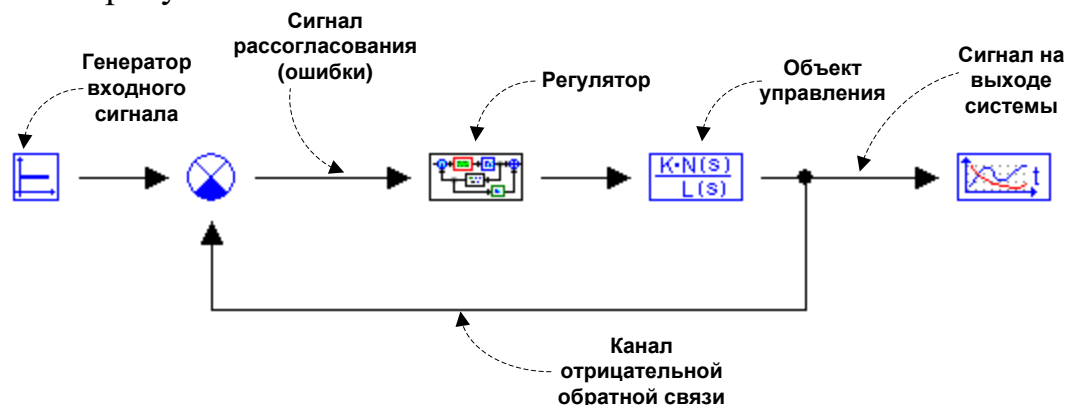 Сигнал
рассогласования
(ошибки)
Генератор
входного
сигнала
Регулятор
Объект
управления
Сигнал на
выходе
системы
K·N(s)
L(s)
t
Канал
отрицательной
обратной связи